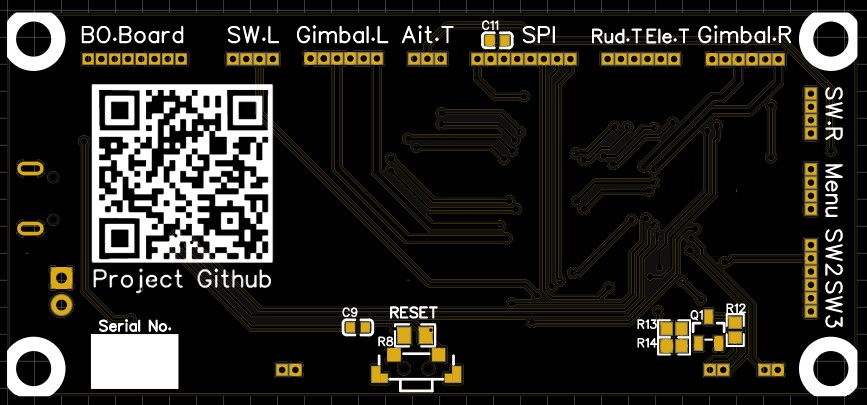 BO.Board
SW.L
Gimbal.L
Ait.T
C11
SPI
Rud.T
Ele.T
Gimbal.R
SW.R
Menu
SW2
SW3
Project Github
Serial No.
C9
RESET
R8
R13
R14
Q1
R12